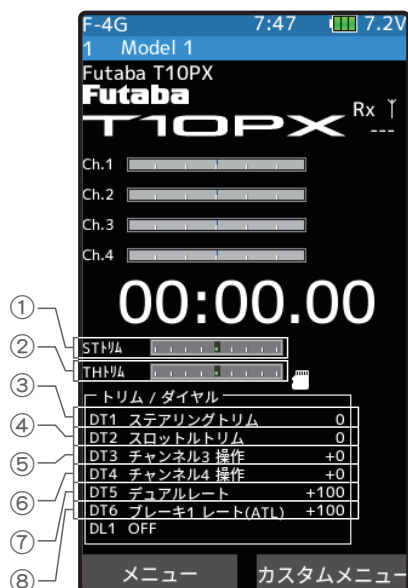 F-4G 7:47 7.2V
1 Model 1
Futaba T10PX
Futaba
T10PX
Rx
---
Ch.1
Ch.2
Ch.3
Ch.4
00:00.00
① STﾄﾘﾑ
② THﾄﾘﾑ
トリム / ダイヤル
③ DT1 ステアリングトリム 0
④ DT2 スロットルトリム 0
⑤ DT3 チャンネル3 操作 +0
⑥ DT4 チャンネル4 操作 +0
⑦ DT5 デュアルレート +100
⑧ DT6 ブレーキ1 レート(ATL) +100
DL1 OFF
メニュー カスタムメニュー